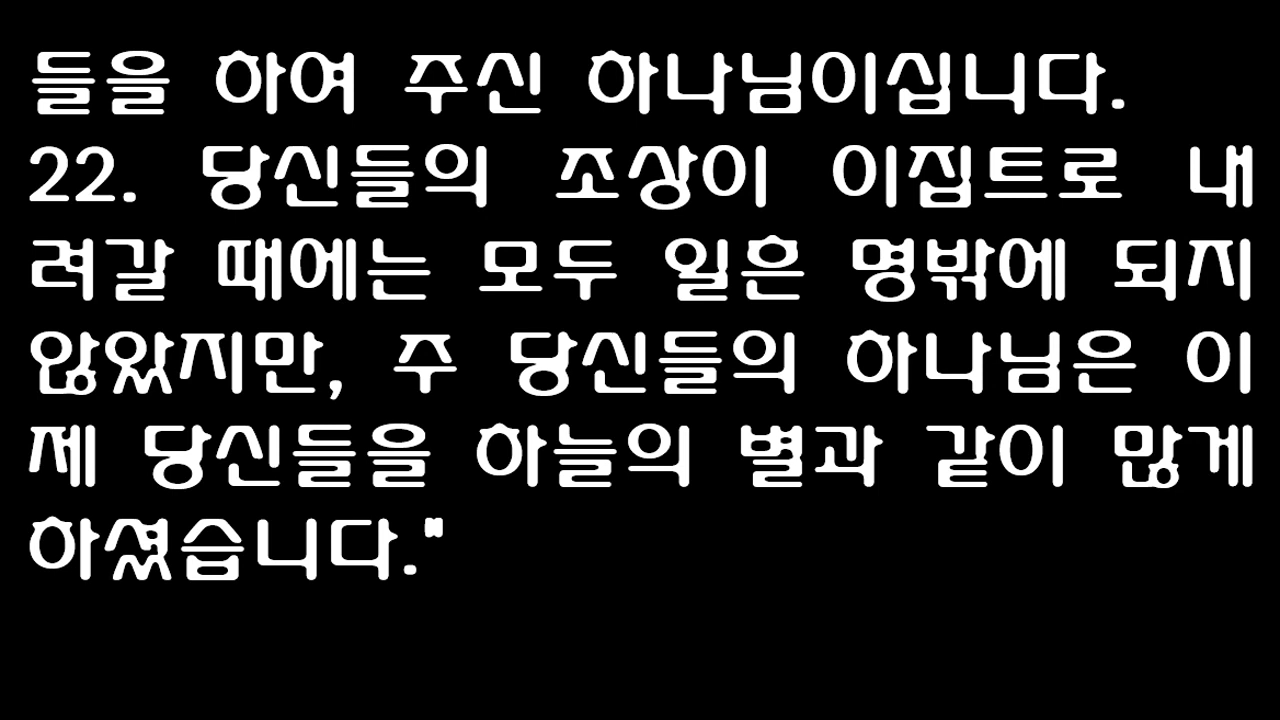 들을 하여 주신 하나님이십니다.
22. 당신들의 조상이 이집트로 내
려갈 때에는 모두 일흔 명밖에 되지
않았지만, 주 당신들의 하나님은 이
제 당신들을 하늘의 별과 같이 많게
하셨습니다."